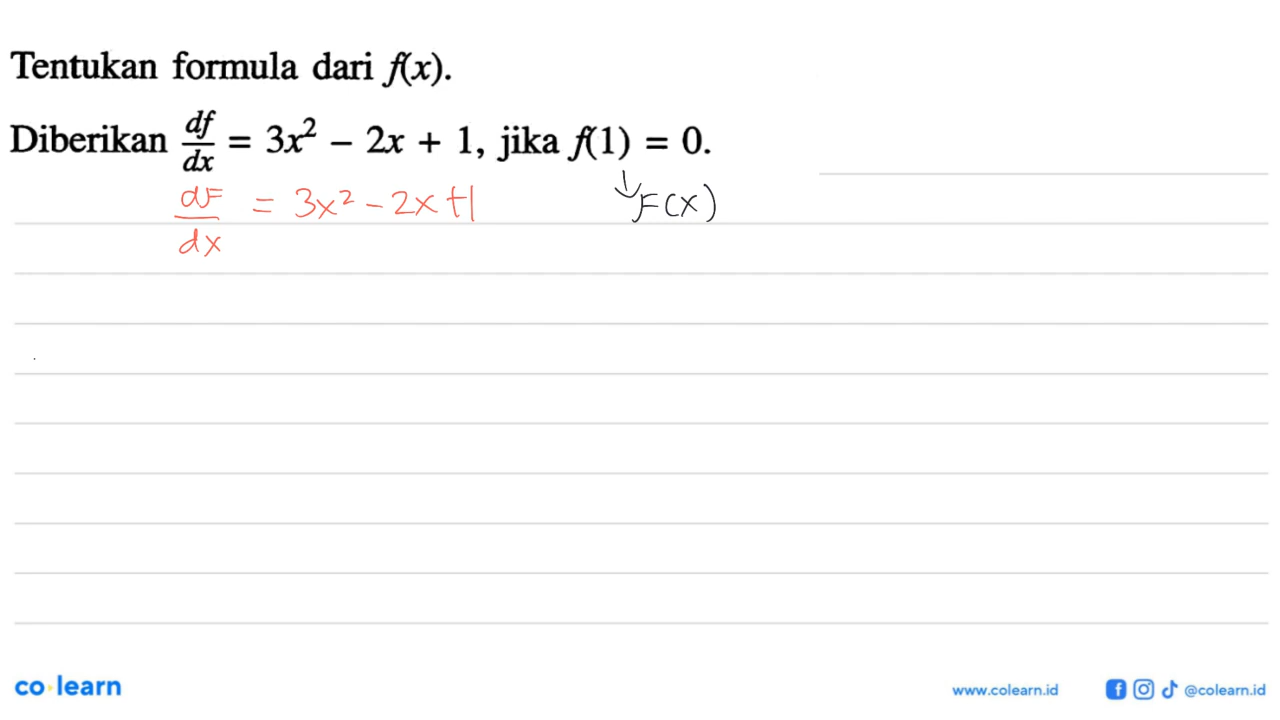 Tentukan formula dari f(x).
Diberikan df/dx = 3x² – 2x + 1, jika f(1) = 0.
dF/dx = 3x² - 2x + 1 F(x)
co learn
www.colearn.id @colearn.id